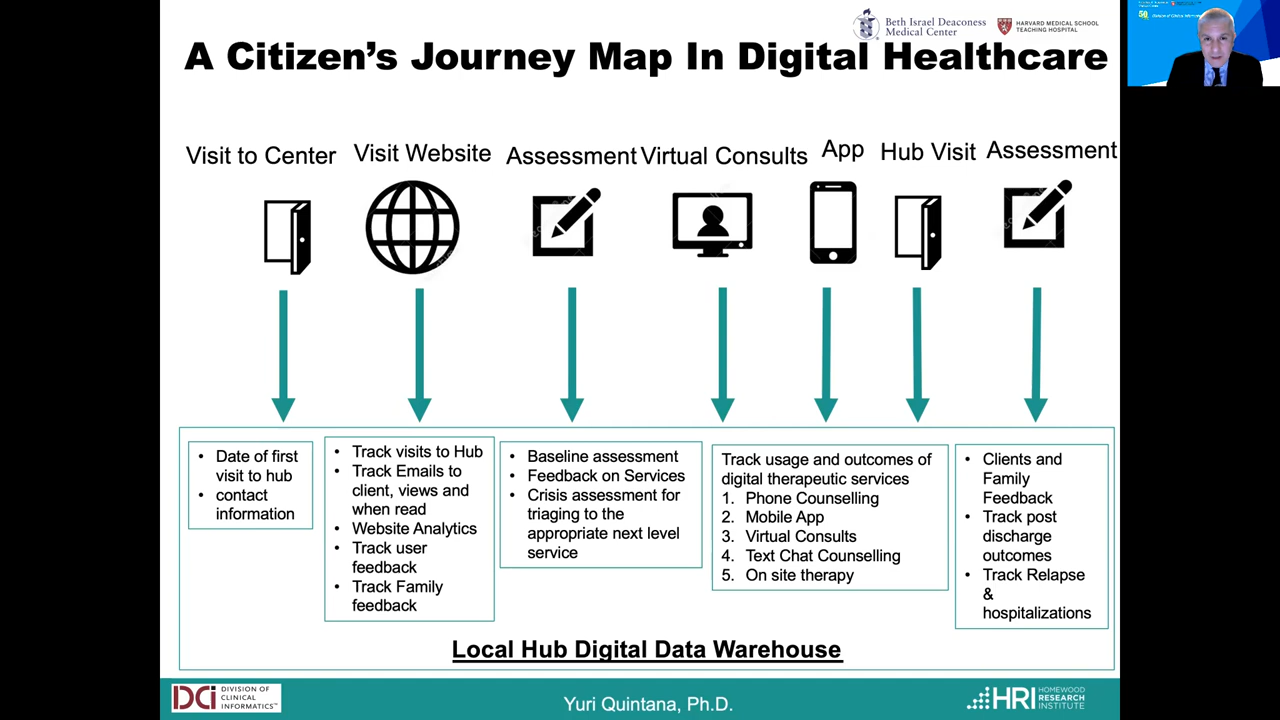 Beth Israel Deaconess
Medical Center
HARVARD MEDICAL SCHOOL
TEACHING HOSPITAL
A Citizen's Journey Map In Digital Healthcare
Visit to Center
Visit Website
Assessment
Virtual Consults
App
Hub Visit
Assessment
• Date of first
visit to hub
• contact
information
• Track visits to Hub
• Track Emails to
client, views and
when read
• Website Analytics
• Track user
feedback
• Track Family
feedback
• Baseline assessment
• Feedback on Services
• Crisis assessment for
triaging to the
appropriate next level
service
Track usage and outcomes of
digital therapeutic services
1. Phone Counselling
2. Mobile App
3. Virtual Consults
4. Text Chat Counselling
5. On site therapy
• Clients and
Family
Feedback
• Track post
discharge
outcomes
• Track Relapse
&
hospitalizations
Local Hub Digital Data Warehouse
DCi
DIVISION OF
CLINICAL
INFORMATICS™
Yuri Quintana, Ph.D.
HRI
HOMEWOOD
RESEARCH
INSTITUTE
50